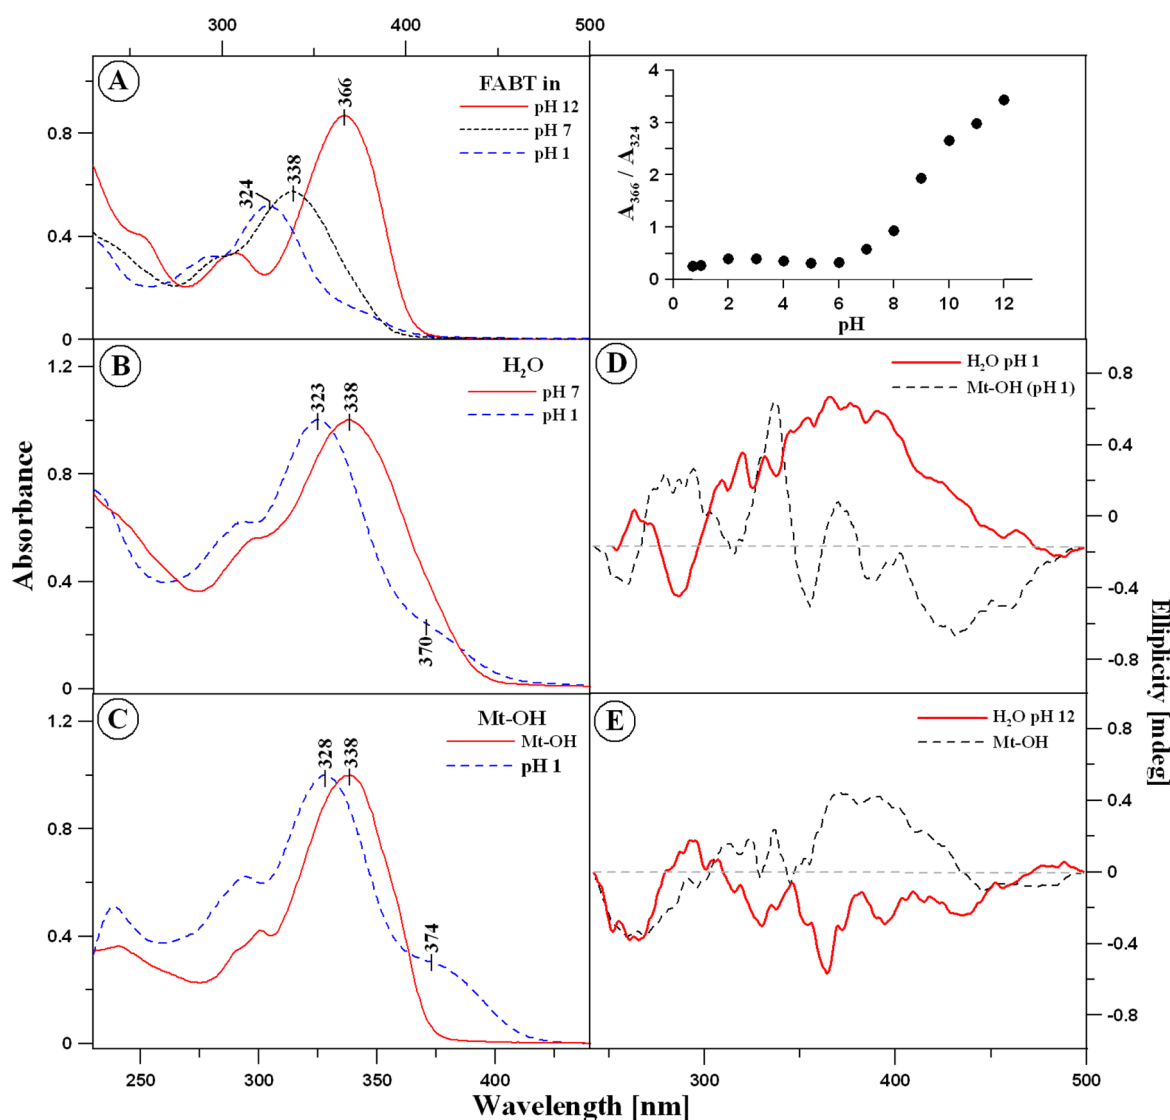 300 400 500
A
FABT in
pH 12
pH 7
pH 1
366
338
324
0.8
0.4
0
4
3
2
1
0
0 2 4 6 8 10 12
pH
A366 / A324
B
H2O
pH 7
pH 1
323
338
370
1.2
0.8
0.4
0
D
H2O pH 1
Mt-OH (pH 1)
0.8
0.4
0
-0.4
-0.8
C
Mt-OH
Mt-OH
pH 1
328
338
374
1.2
0.8
0.4
0
E
H2O pH 12
Mt-OH
0.8
0.4
0
-0.4
-0.8
Absorbance
Ellipticity [mdeg]
250 300 350 400
300 400 500
Wavelength [nm]